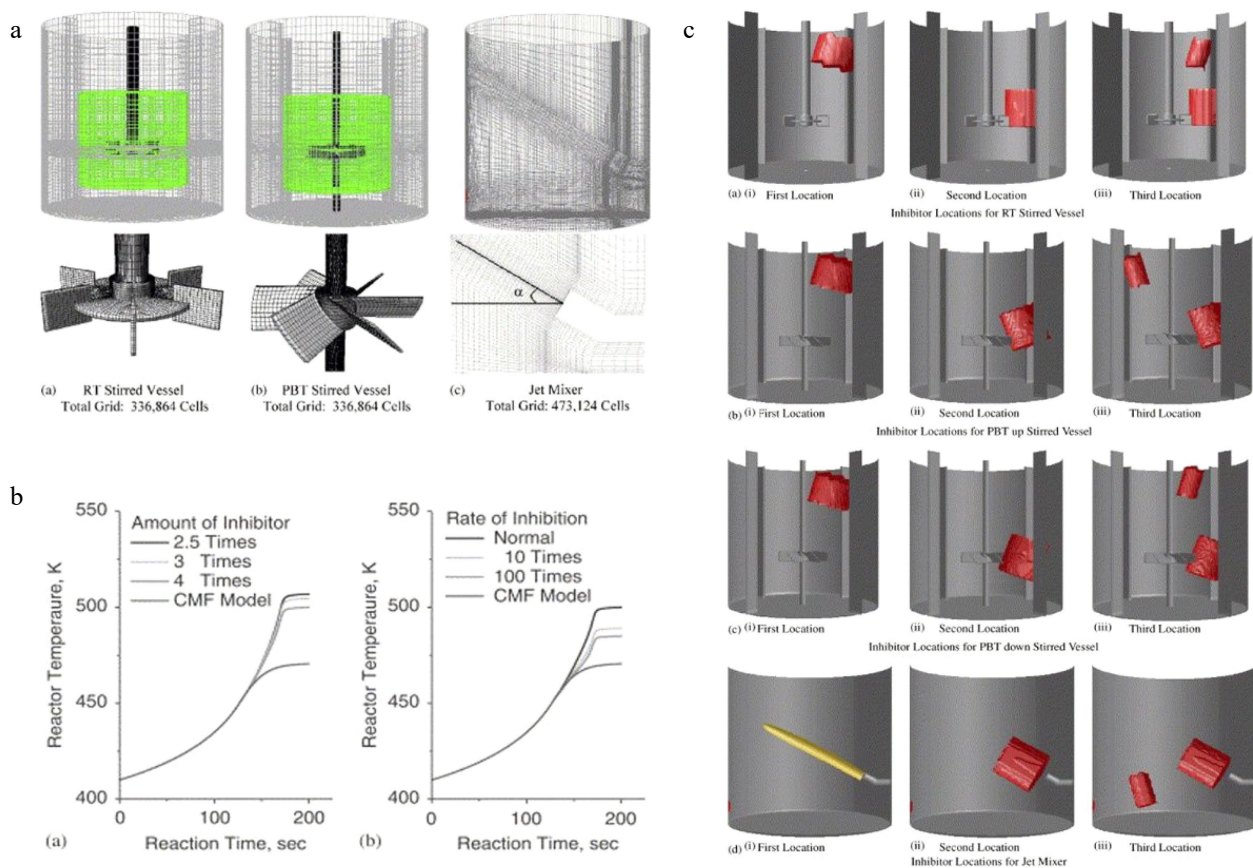 a
α
(a) RT Stirred Vessel
Total Grid: 336,864 Cells
(b) PBT Stirred Vessel
Total Grid: 336,864 Cells
(c) Jet Mixer
Total Grid: 473,124 Cells
b
550
500
450
400
Reactor Temperaure, K
Amount of Inhibitor
2.5 Times
3 Times
4 Times
CMF Model
0 100 200
(a) Reaction Time, sec
550
500
450
400
Reactor Temperaure, K
Rate of Inhibition
Normal
10 Times
100 Times
CMF Model
0 100 200
(b) Reaction Time, sec
c
(a) (i) First Location
(ii) Second Location
(iii) Third Location
Inhibitor Locations for RT Stirred Vessel
(b) (i) First Location
(ii) Second Location
(iii) Third Location
Inhibitor Locations for PBT up Stirred Vessel
(c) (i) First Location
(ii) Second Location
(iii) Third Location
Inhibitor Locations for PBT down Stirred Vessel
(d) (i) First Location
(ii) Second Location
(iii) Third Location
Inhibitor Locations for Jet Mixer